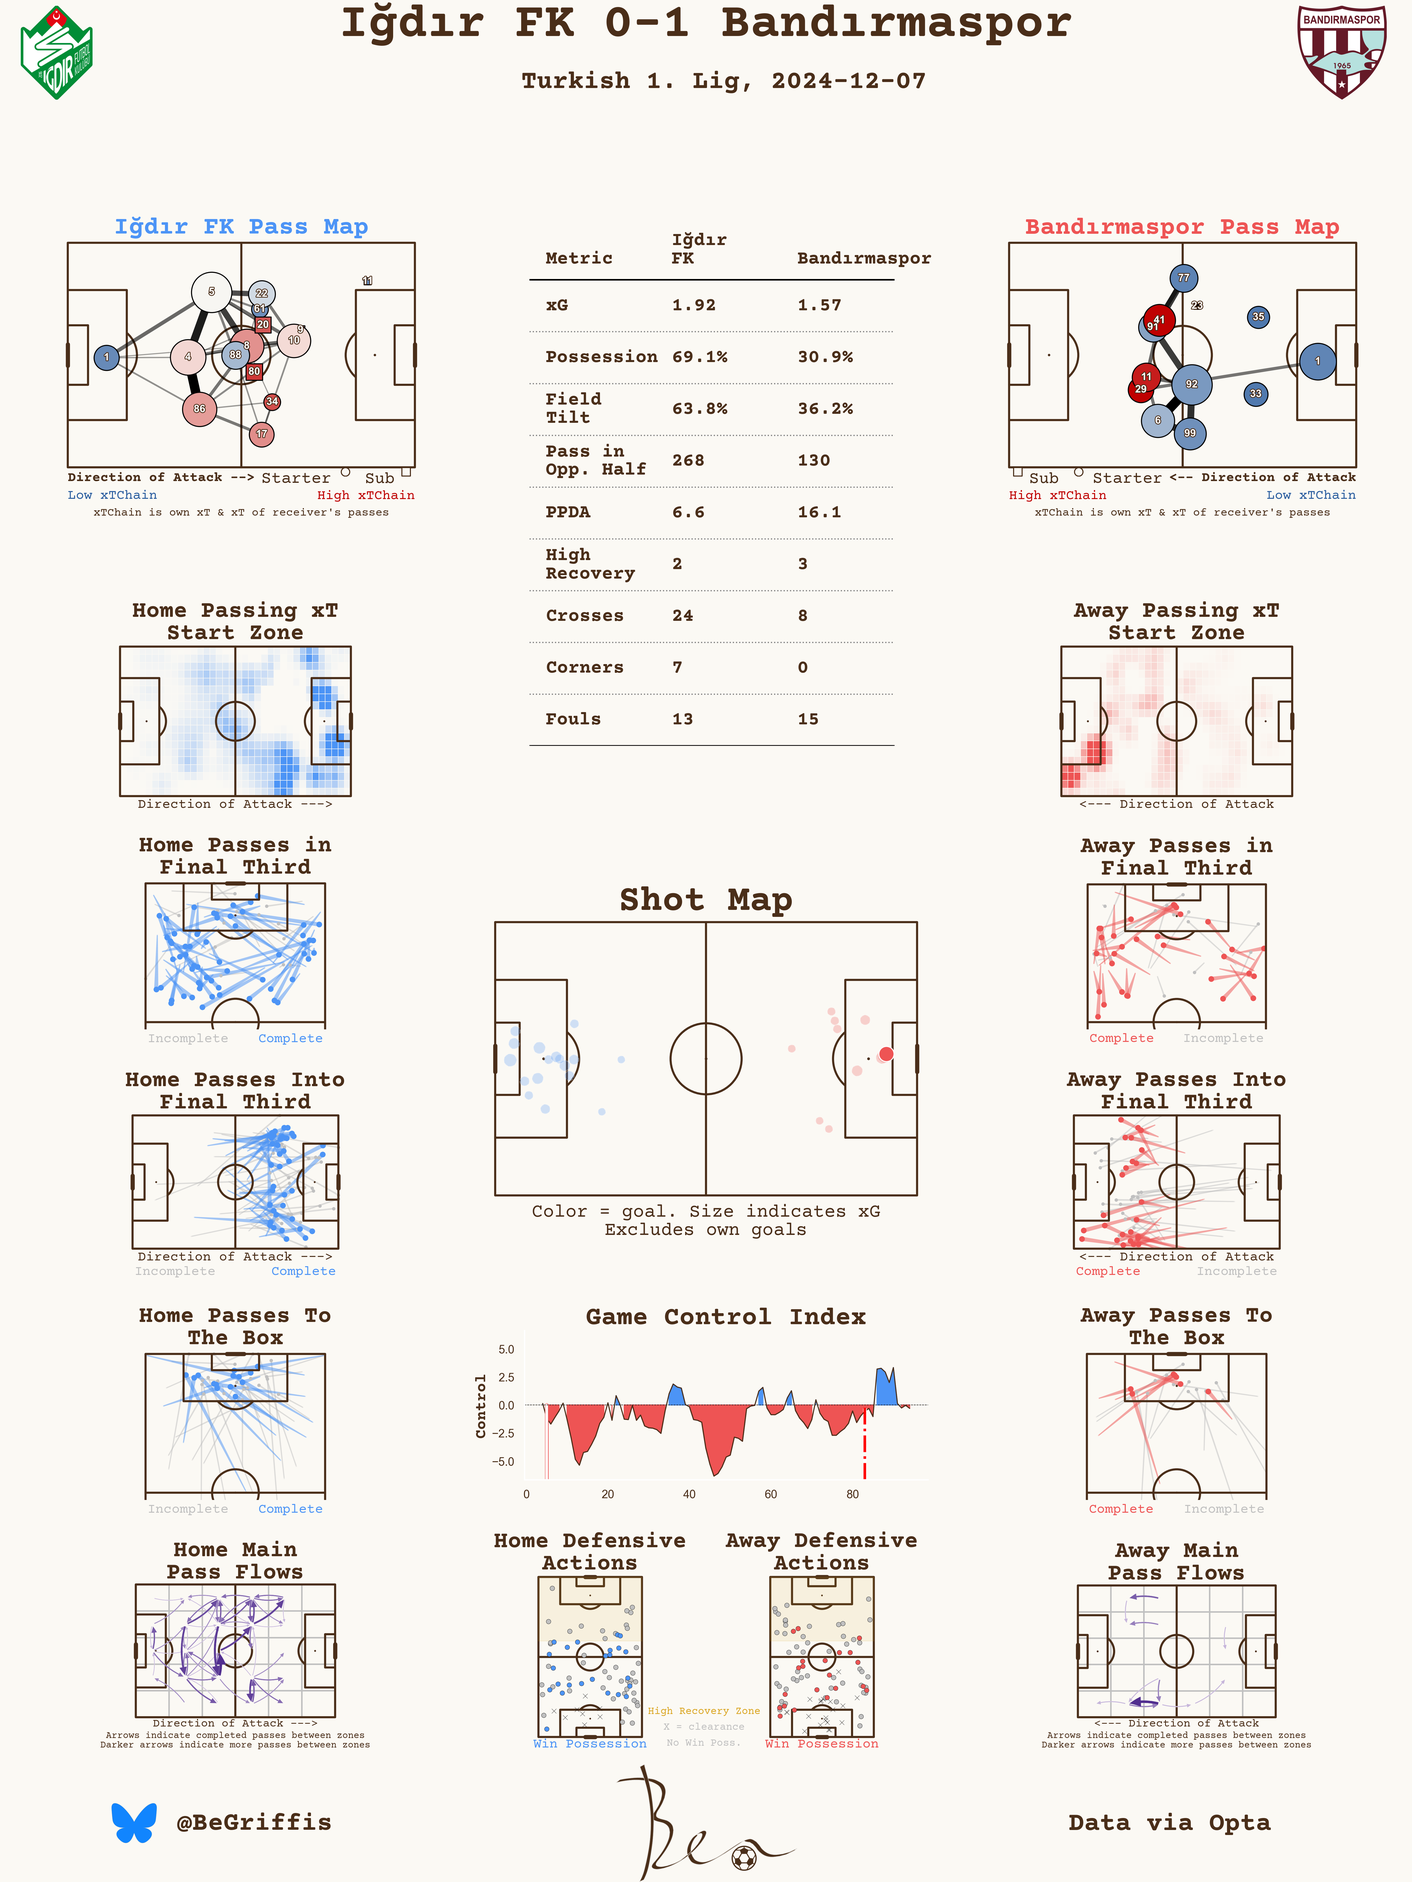 Iğdır FK 0-1 Bandırmaspor
Turkish 1. Lig, 2024-12-07
IGDIR
FUTBOL
BANDIRMASPOR
1965
Iğdır FK Pass Map
5
22
61
20
11
9
10
8
88
1
4
80
34
86
17
Direction of Attack --> Starter Sub
Low xTChain High xTChain
xTChain is own xT & xT of receiver's passes
Metric Iğdır FK Bandırmaspor
xG 1.92 1.57
Possession 69.1% 30.9%
Field Tilt 63.8% 36.2%
Pass in Opp. Half 268 130
PPDA 6.6 16.1
High Recovery 2 3
Crosses 24 8
Corners 7 0
Fouls 13 15
Bandırmaspor Pass Map
77
23
41
91
35
1
11
29
92
33
6
99
Sub Starter <-- Direction of Attack
High xTChain Low xTChain
xTChain is own xT & xT of receiver's passes
Home Passing xT
Start Zone
Direction of Attack --->
Away Passing xT
Start Zone
<--- Direction of Attack
Home Passes in
Final Third
Incomplete Complete
Away Passes in
Final Third
Complete Incomplete
Shot Map
Color = goal. Size indicates xG
Excludes own goals
Home Passes Into
Final Third
Direction of Attack --->
Incomplete Complete
Away Passes Into
Final Third
<--- Direction of Attack
Complete Incomplete
Home Passes To
The Box
Incomplete Complete
Game Control Index
Control
5.0
2.5
0.0
−2.5
−5.0
0 20 40 60 80
Away Passes To
The Box
Complete Incomplete
Home Main
Pass Flows
Direction of Attack --->
Arrows indicate completed passes between zones
Darker arrows indicate more passes between zones
Home Defensive
Actions
Win Possession
High Recovery Zone
X = clearance
No Win Poss.
Away Defensive
Actions
Win Possession
Away Main
Pass Flows
<--- Direction of Attack
Arrows indicate completed passes between zones
Darker arrows indicate more passes between zones
@BeGriffis
Ben
Data via Opta